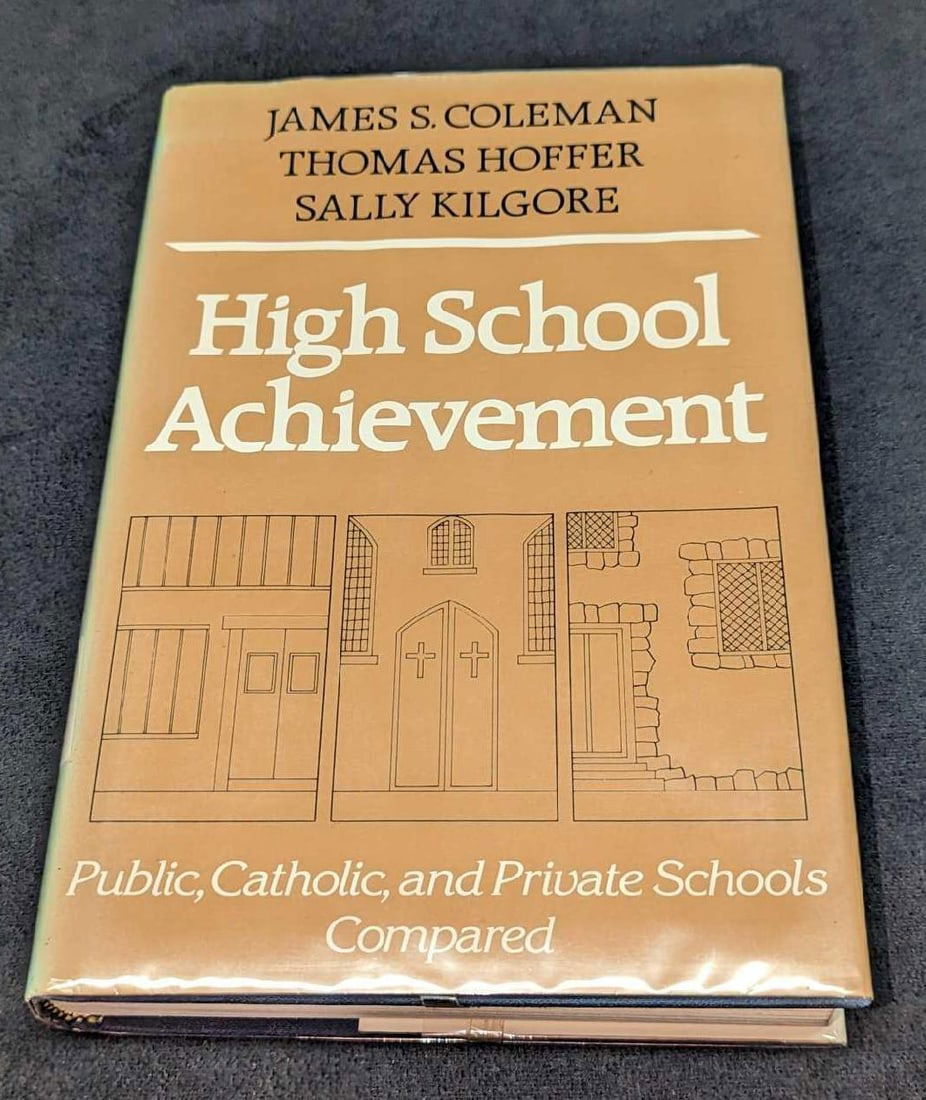 JAMES S. COLEMAN
THOMAS HOFFER
SALLY KILGORE
High School
Achievement
Public, Catholic, and Private Schools
Compared